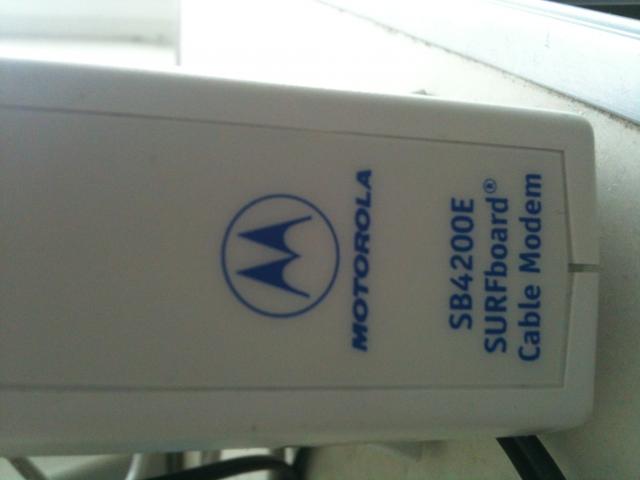 MOTOROLA
SB4200E
SURFboard®
Cable Modem